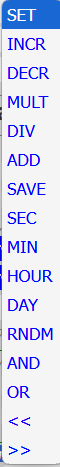 SET
INCR
DECR
MULT
DIV
ADD
SAVE
SEC
MIN
HOUR
DAY
RNDM
AND
OR
<<
>>